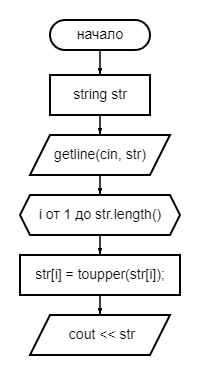 начало
string str
getline(cin, str)
i от 1 до str.length()
str[i] = toupper(str[i]);
cout << str